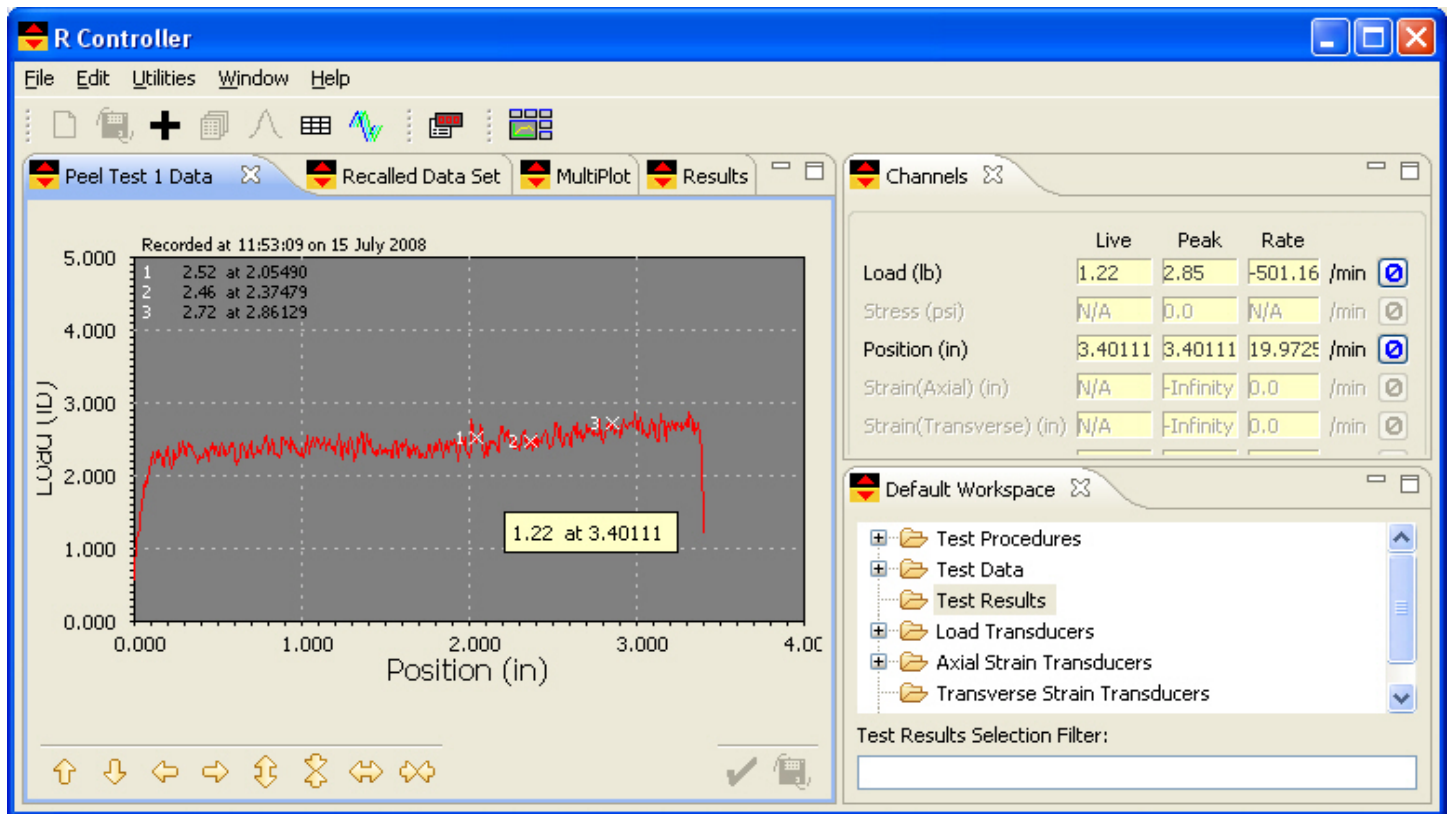 R Controller
File Edit Utilities Window Help
Peel Test 1 Data Recalled Data Set MultiPlot Results
Recorded at 11:53:09 on 15 July 2008
1 2.52 at 2.05490
2 2.46 at 2.37479
3 2.72 at 2.86129
5.000
4.000
3.000
2.000
1.000
0.000
Load (lb)
1 2 3
1.22 at 3.40111
0.000 1.000 2.000 3.000 4.00
Position (in)
Channels
Live Peak Rate
Load (lb) 1.22 2.85 -501.16 /min
Stress (psi) N/A 0.0 N/A /min
Position (in) 3.40111 3.40111 19.9725 /min
Strain(Axial) (in) N/A -Infinity 0.0 /min
Strain(Transverse) (in) N/A -Infinity 0.0 /min
Default Workspace
Test Procedures
Test Data
Test Results
Load Transducers
Axial Strain Transducers
Transverse Strain Transducers
Test Results Selection Filter: